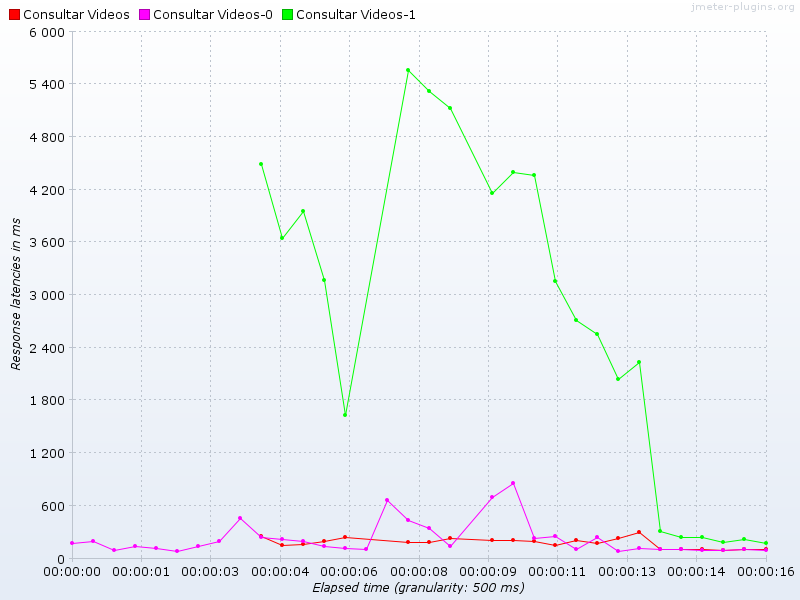 jmeter-plugins.org
Consultar Videos Consultar Videos-0 Consultar Videos-1
6 000
5 400
4 800
4 200
3 600
3 000
2 400
1 800
1 200
600
0
Response latencies in ms
00:00:00 00:00:01 00:00:03 00:00:04 00:00:06 00:00:08 00:00:09 00:00:11 00:00:13 00:00:14 00:00:16
Elapsed time (granularity: 500 ms)